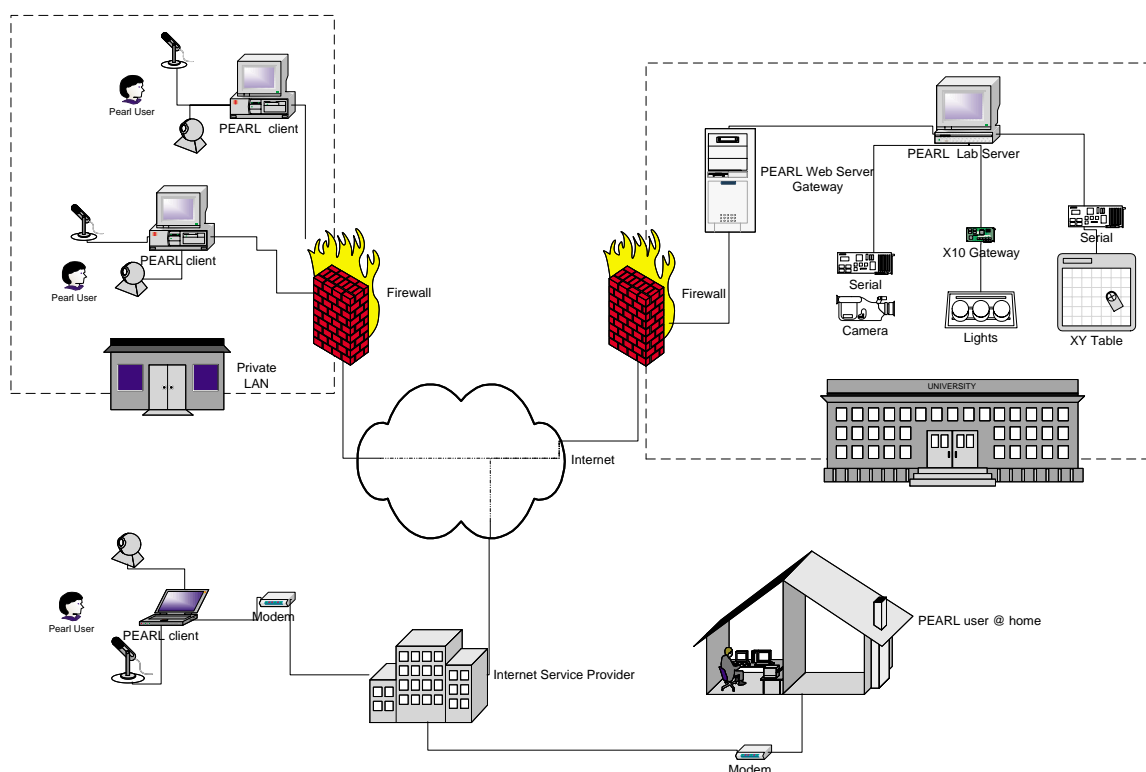 Pearl User
PEARL client
Pearl User
PEARL client
Firewall
Private
LAN
PEARL Lab Server
PEARL Web Server
Gateway
Firewall
Serial
Camera
X10 Gateway
Lights
Serial
XY Table
UNIVERSITY
Internet
Pearl User
PEARL client
Modem
Internet Service Provider
PEARL user @ home
Modem